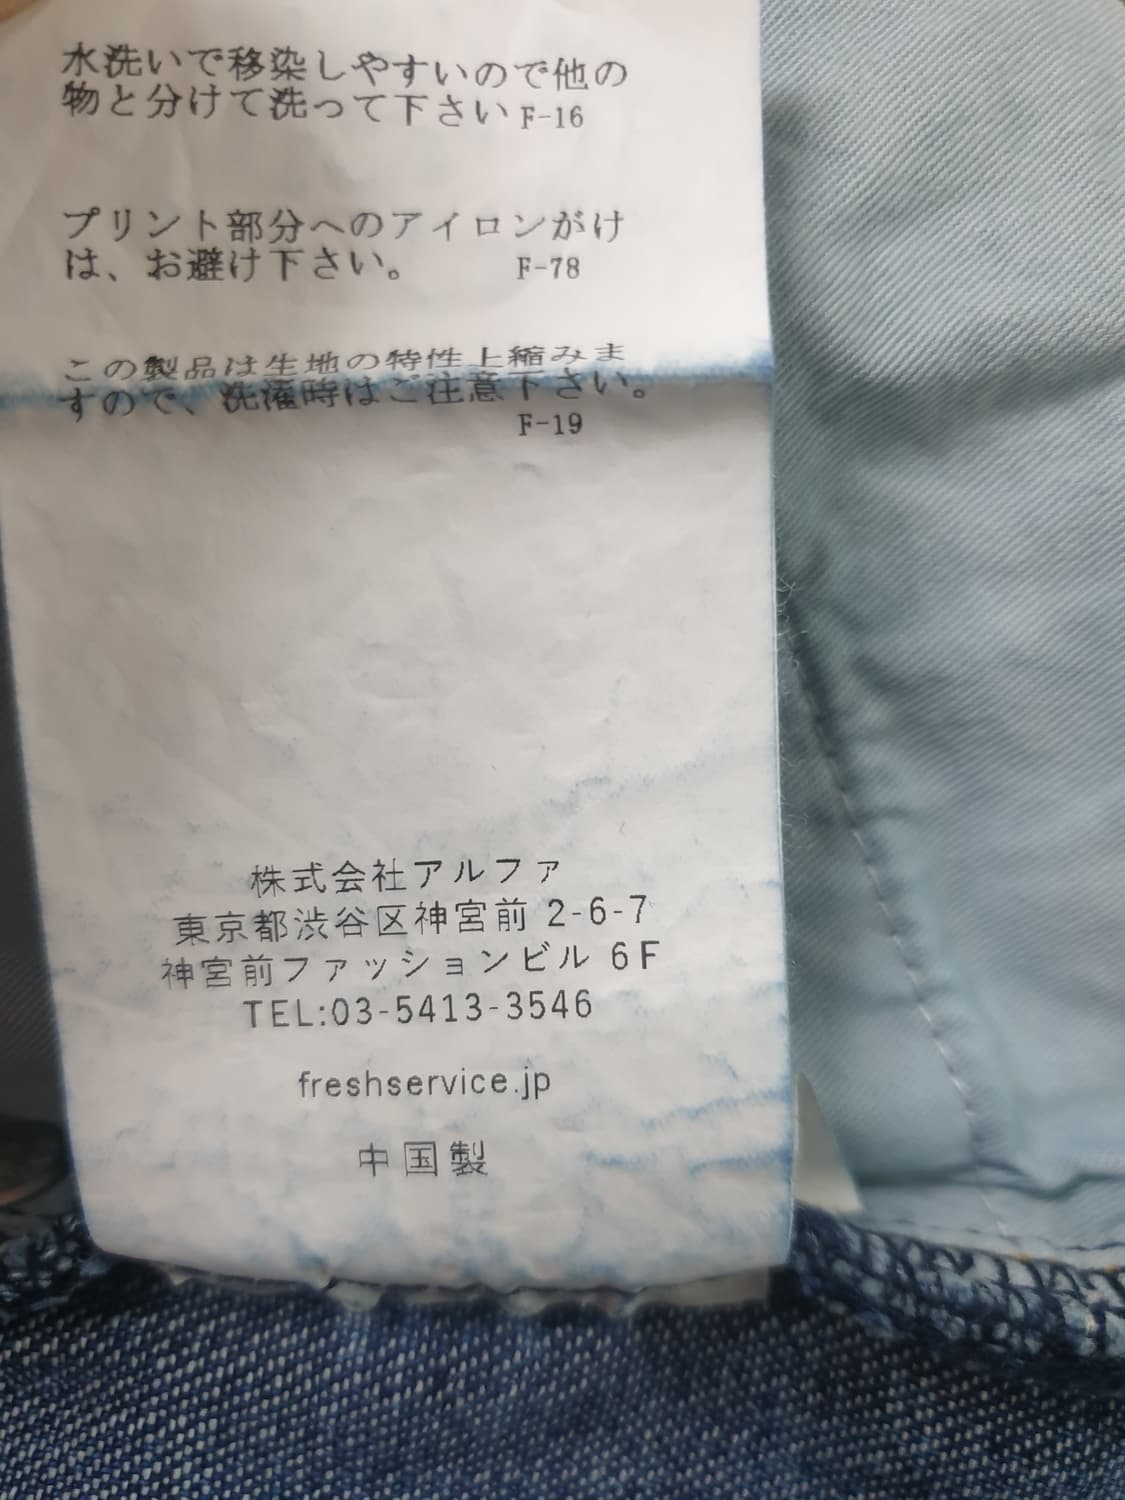 水洗いで移染しやすいので他の
物と分けて洗って下さい F-16
プリント部分へのアイロンがけ
は、お避け下さい。 F-78
この製品は生地の特性上縮みま
すので、洗濯時はご注意下さい。
F-19
株式会社アルファ
東京都渋谷区神宮前 2-6-7
神宮前ファッションビル 6F
TEL:03-5413-3546
freshservice.jp
中国製